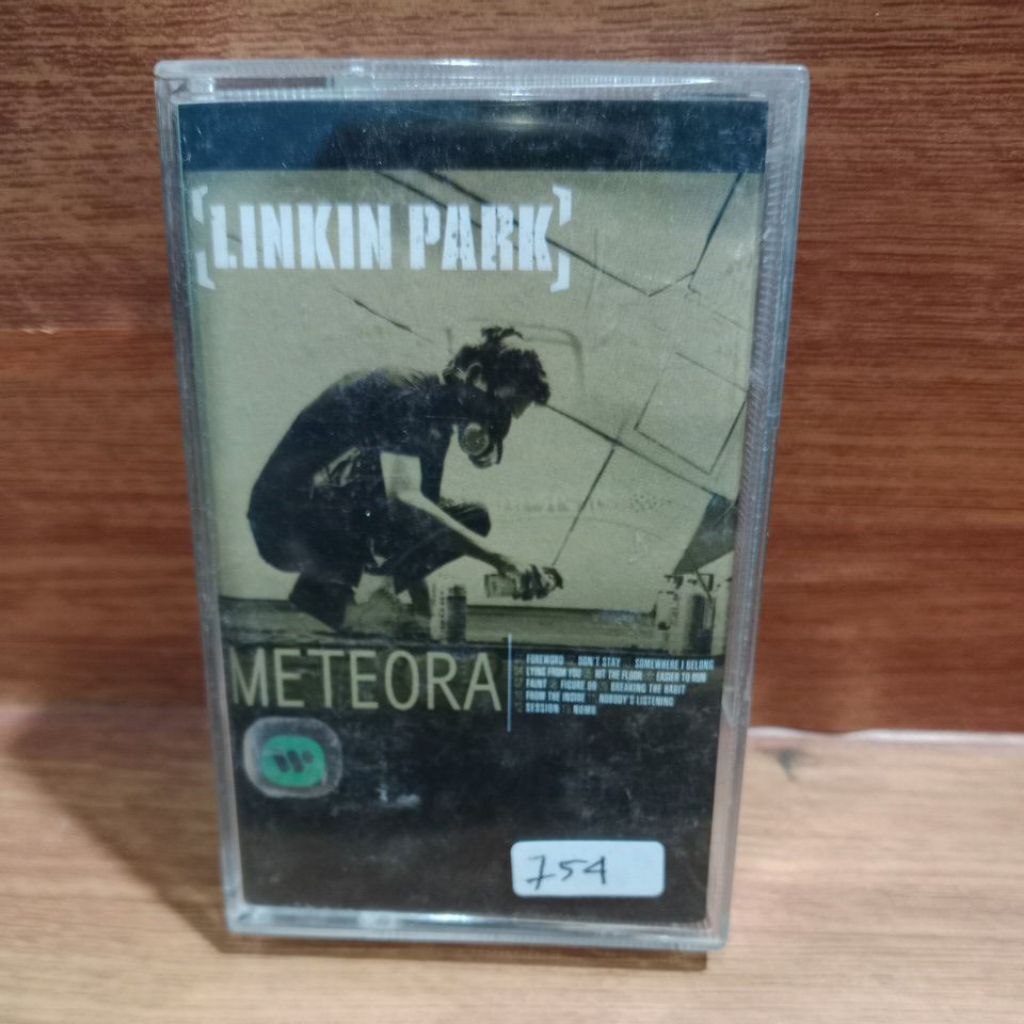 [LINKIN PARK]
METEORA
FOREWORD DON'T STAY SOMEWHERE I BELONG
LYING FROM YOU HIT THE FLOOR EASIER TO RUN
FAINT FIGURE 09 BREAKING THE HABIT
FROM THE INSIDE NOBODY'S LISTENING
SESSION NUMB
754